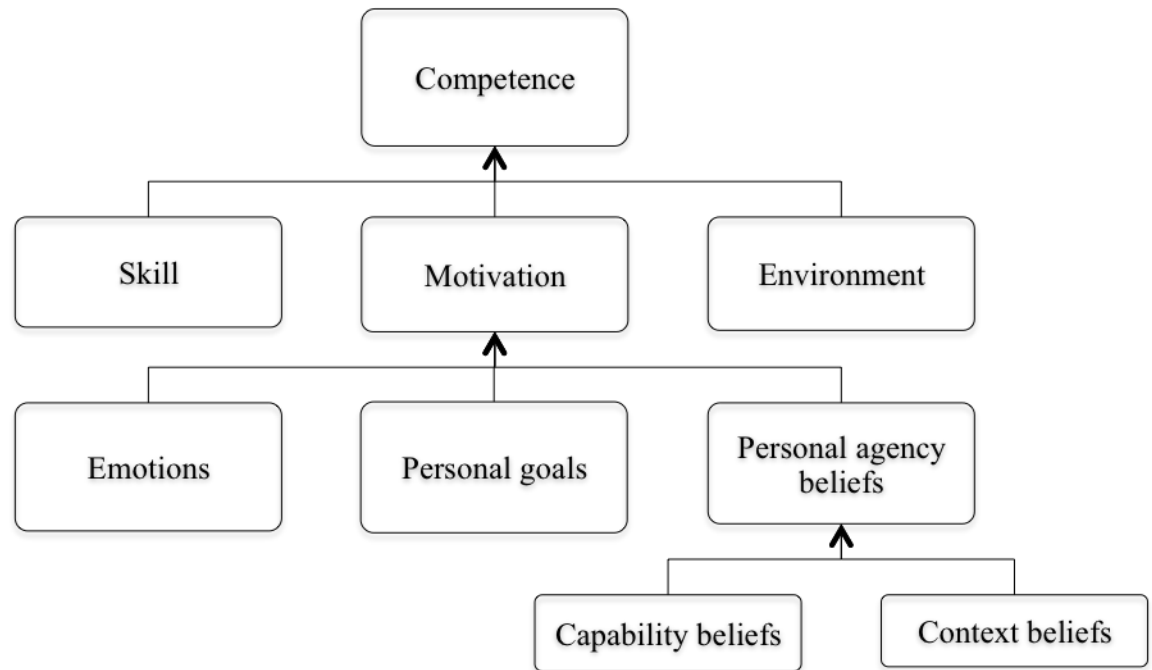 Competence
Skill
Motivation
Environment
Emotions
Personal goals
Personal agency
beliefs
Capability beliefs
Context beliefs